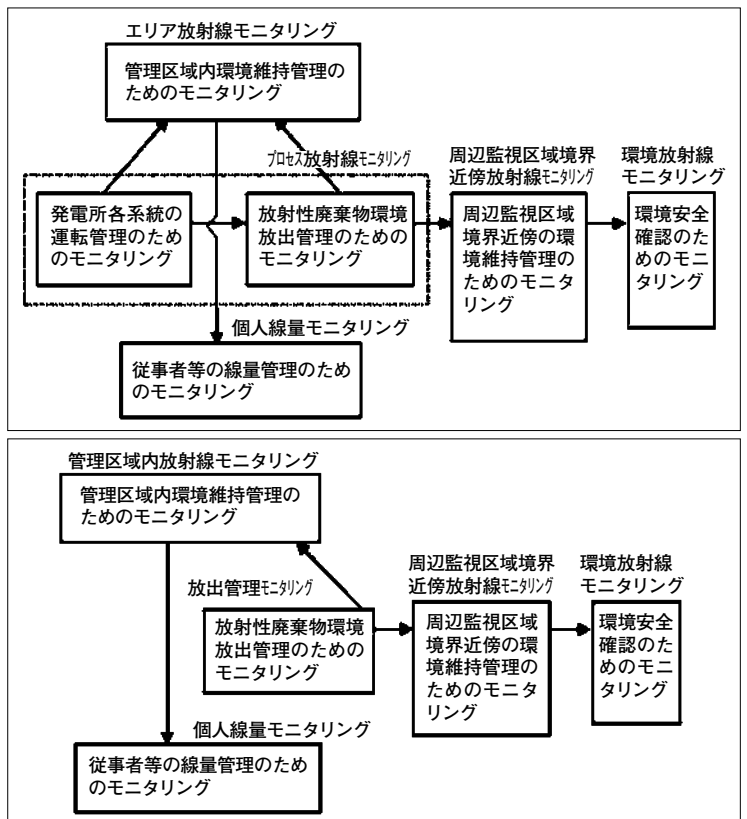 エリア放射線モニタリング
管理区域内環境維持管理の
ためのモニタリング
プロセス放射線モニタリング
発電所各系統の
運転管理のため
のモニタリング
放射性廃棄物環境
放出管理のための
モニタリング
周辺監視区域境界
近傍放射線モニタリング
周辺監視区域
境界近傍の環
境維持管理の
ためのモニタ
リング
環境放射線
モニタリング
環境安全
確認のた
めのモニ
タリング
個人線量モニタリング
従事者等の線量管理のため
のモニタリング
管理区域内放射線モニタリング
管理区域内環境維持管理の
ためのモニタリング
放出管理モニタリング
放射性廃棄物環境
放出管理のための
モニタリング
周辺監視区域境界
近傍放射線モニタリング
周辺監視区域
境界近傍の環
境維持管理の
ためのモニタ
リング
環境放射線
モニタリング
環境安全
確認のた
めのモニ
タリング
個人線量モニタリング
従事者等の線量管理のため
のモニタリング